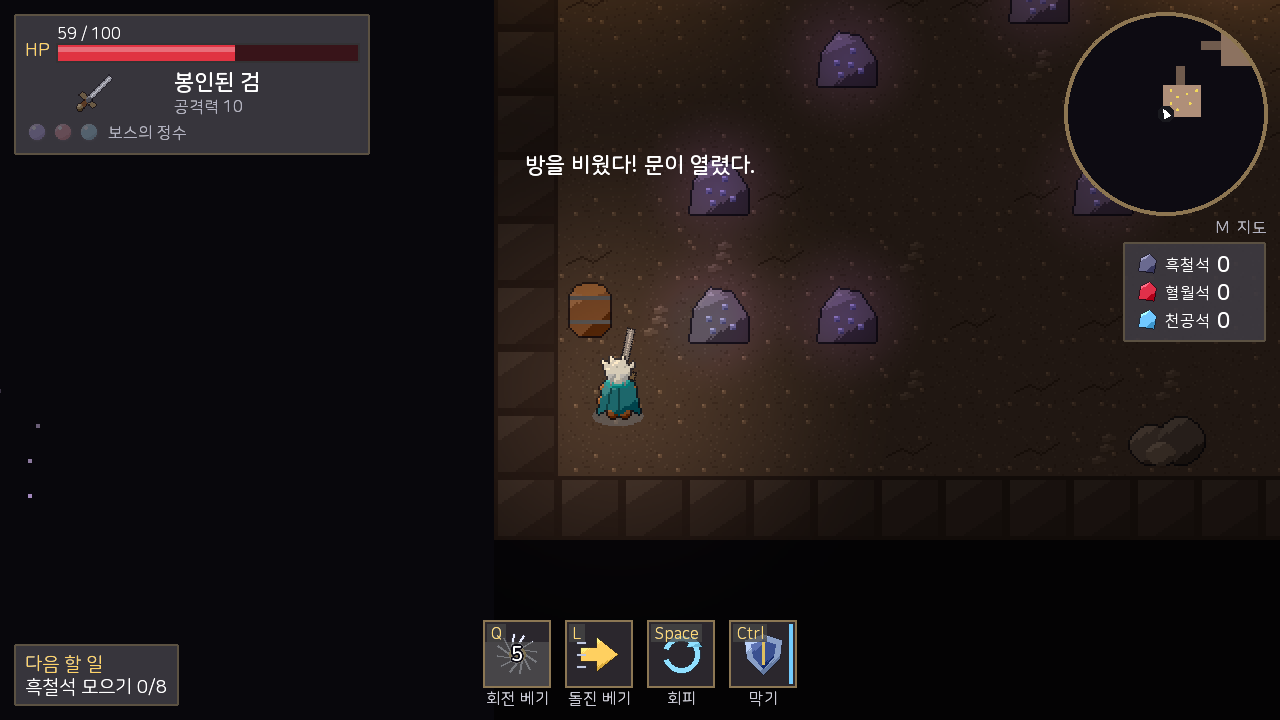 59 / 100
HP
봉인된 검
공격력 10
보스의 정수
방을 비웠다! 문이 열렸다.
M 지도
흑철석 0
혈월석 0
천공석 0
다음 할 일
흑철석 모으기 0/8
Q
5
회전 베기
L
돌진 베기
Space
회피
Ctrl
막기